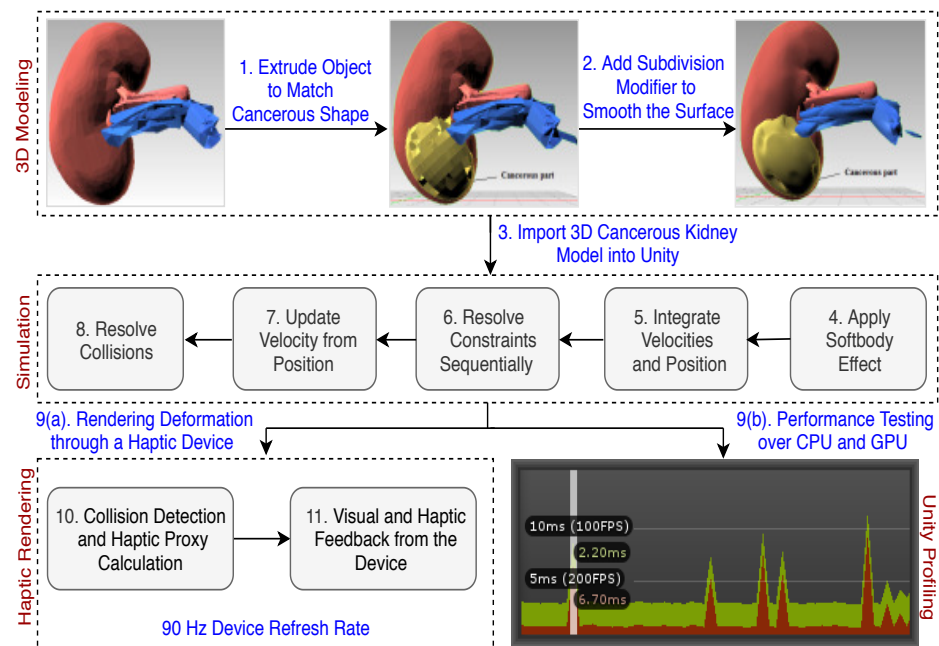 3D Modeling
1. Extrude Object
to Match
Cancerous Shape
2. Add Subdivision
Modifier to
Smooth the Surface
Cancerous part
Cancerous part
3. Import 3D Cancerous Kidney
Model into Unity
Simulation
8. Resolve
Collisions
7. Update
Velocity from
Position
6. Resolve
Constraints
Sequentially
5. Integrate
Velocities
and Position
4. Apply
Softbody
Effect
9(a). Rendering Deformation
through a Haptic Device
9(b). Performance Testing
over CPU and GPU
Haptic Rendering
10. Collision Detection
and Haptic Proxy
Calculation
11. Visual and Haptic
Feedback from the
Device
90 Hz Device Refresh Rate
10ms (100FPS)
2.20ms
5ms (200FPS)
6.70ms
Unity Profiling